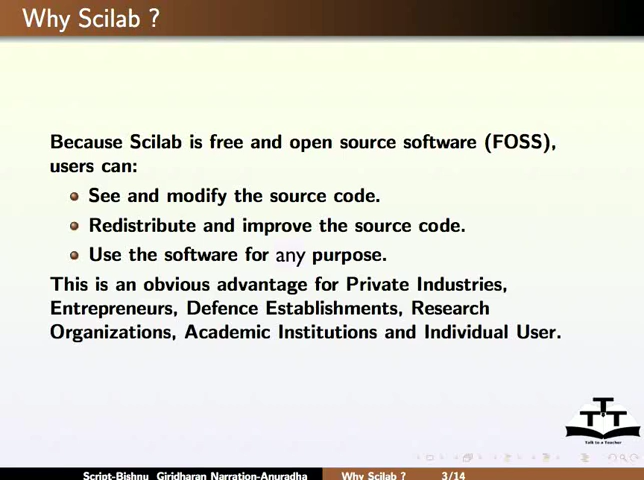 Why Scilab ?
Because Scilab is free and open source software (FOSS),
users can:
See and modify the source code.
Redistribute and improve the source code.
Use the software for any purpose.
This is an obvious advantage for Private Industries,
Entrepreneurs, Defence Establishments, Research
Organizations, Academic Institutions and Individual User.
TTT
Talk to a Teacher
Script-Bishnu Giridharan Narration-Anuradha Why Scilab ? 3/14